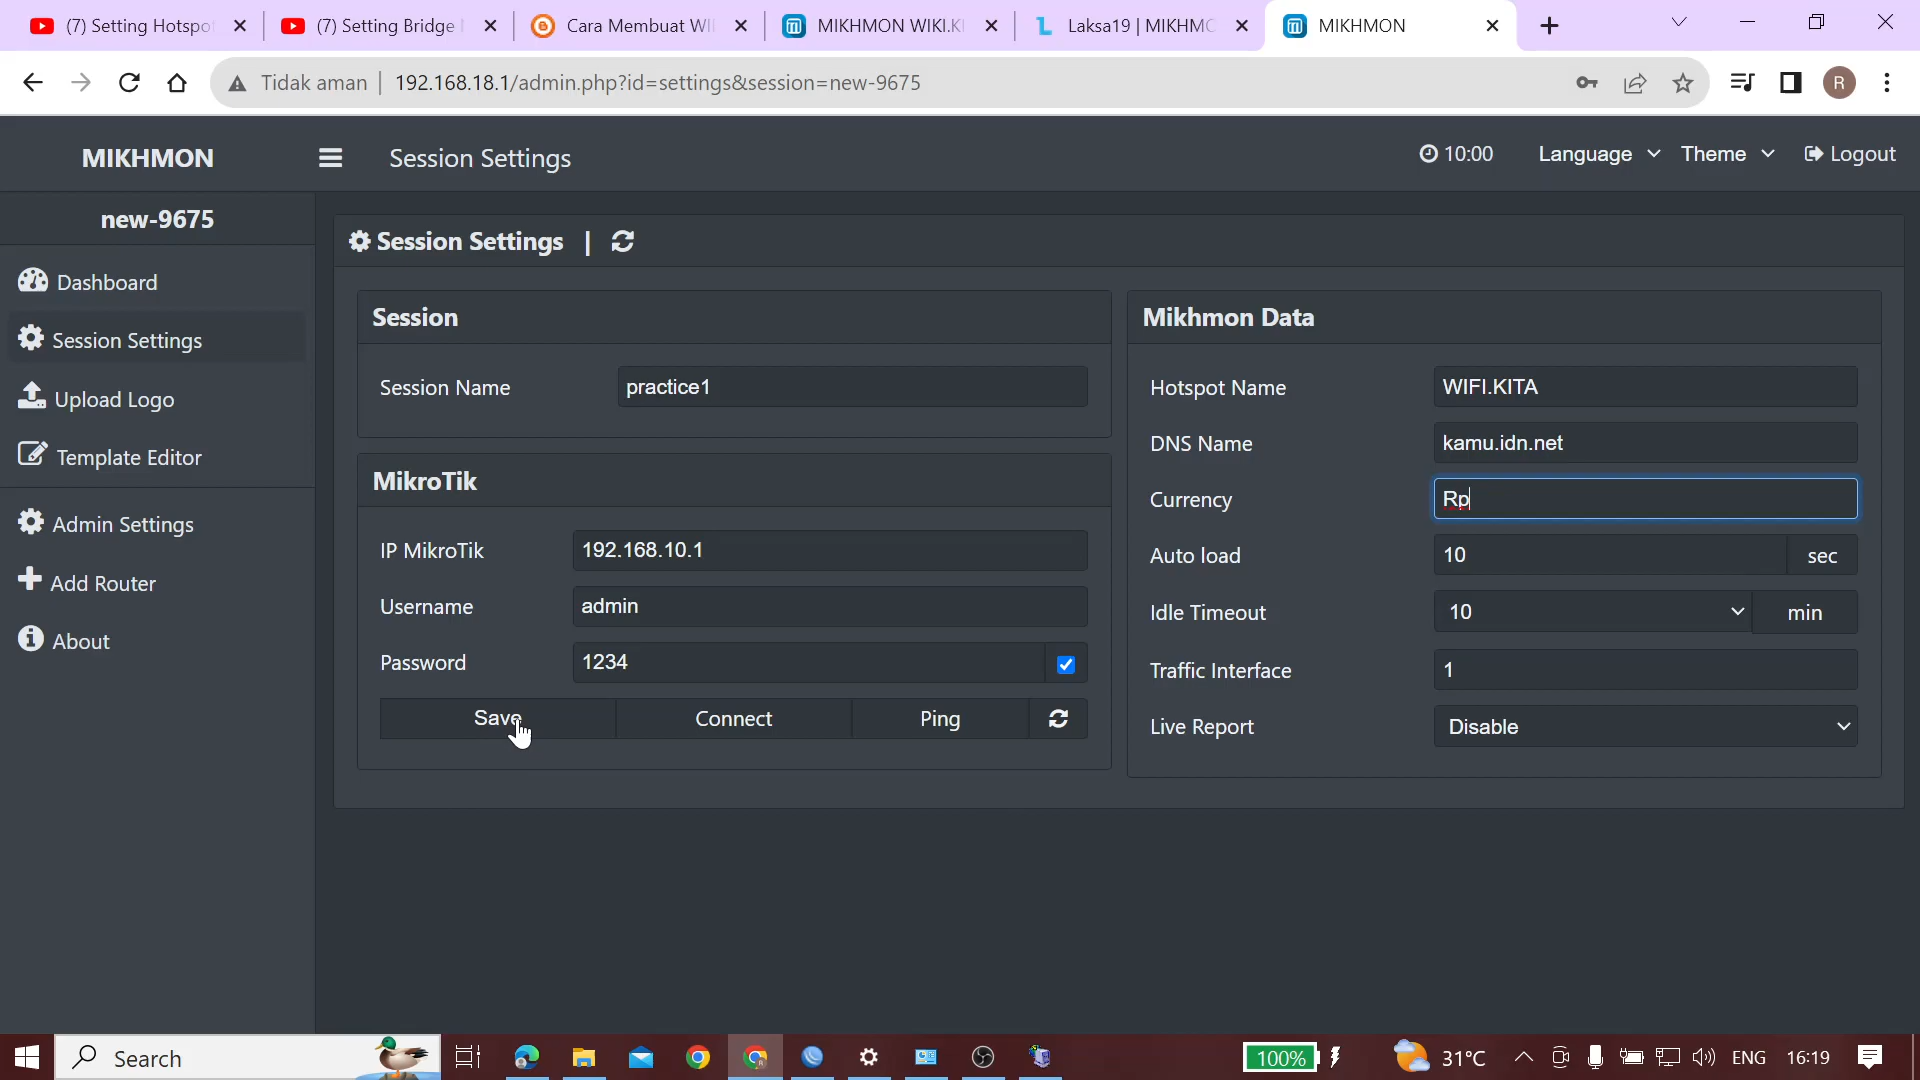 (7) Setting Hotspo
(7) Setting Bridge
Cara Membuat WI
MIKHMON WIKI.K
Laksa19 | MIKHMO
MIKHMON
Tidak aman
192.168.18.1/admin.php?id=settings&session=new-9675
R
MIKHMON
Session Settings
10:00
Language
Theme
Logout
new-9675
Dashboard
Session Settings
Upload Logo
Template Editor
Admin Settings
Add Router
About
Session Settings |
Session
Session Name practice1
MikroTik
IP MikroTik 192.168.10.1
Username admin
Password 1234
Save Connect Ping
Mikhmon Data
Hotspot Name WIFI.KITA
DNS Name kamu.idn.net
Currency Rp
Auto load 10 sec
Idle Timeout 10 min
Traffic Interface 1
Live Report Disable
Search
100%
31°C
ENG
16:19